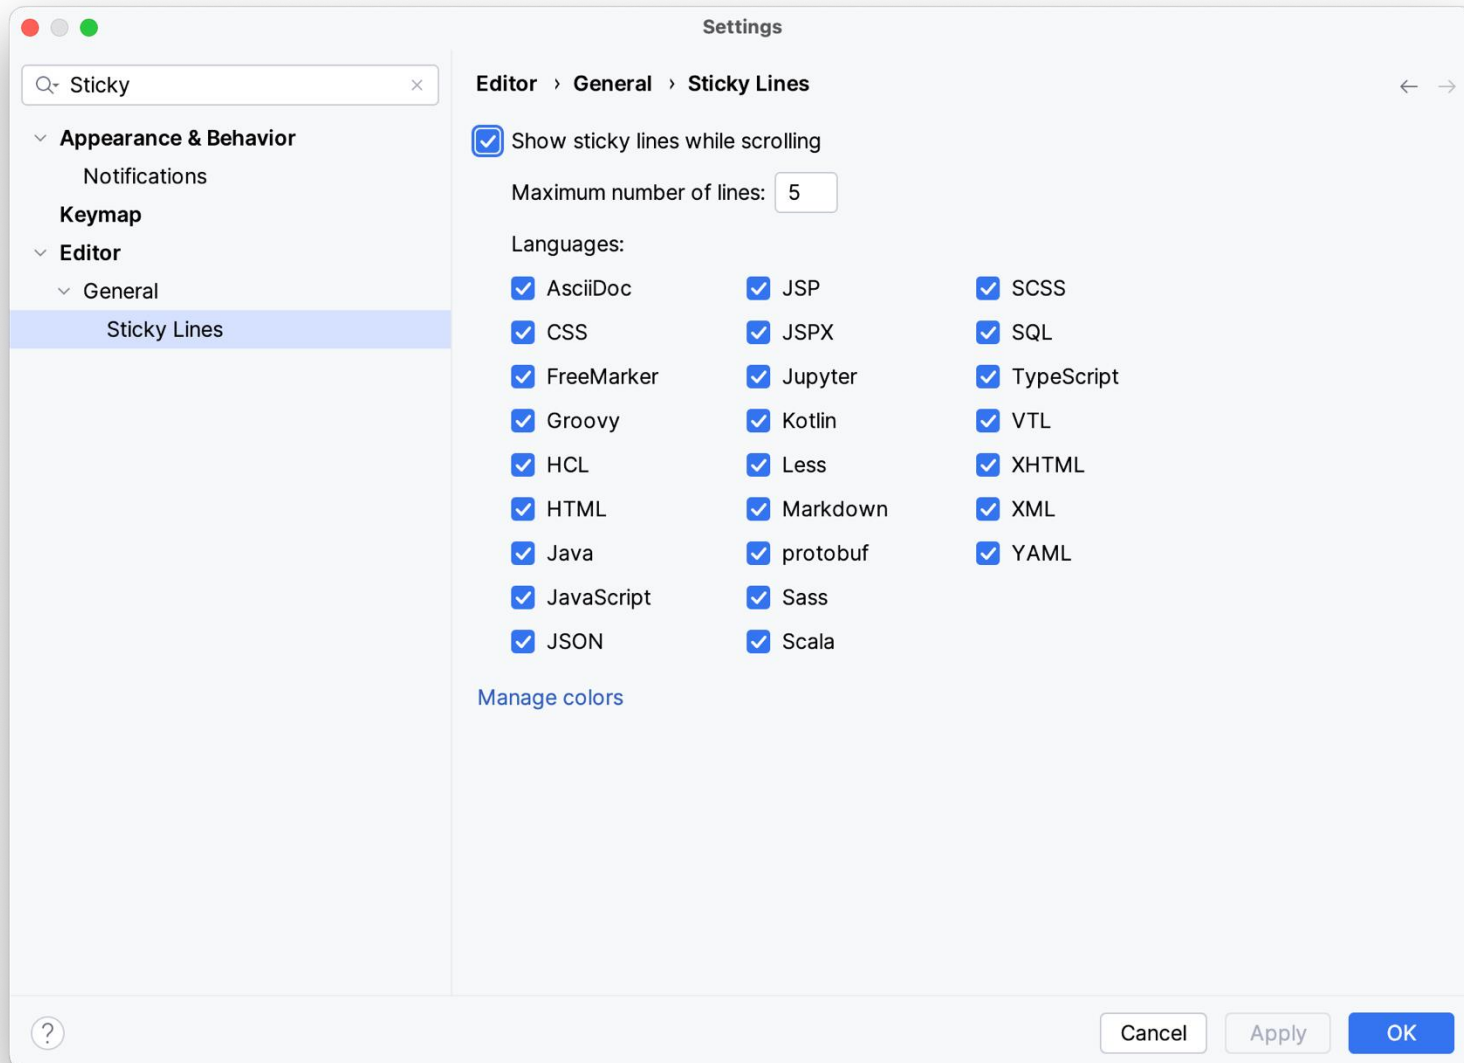 Settings
Sticky
Appearance & Behavior
Notifications
Keymap
Editor
General
Sticky Lines
Editor › General › Sticky Lines
Show sticky lines while scrolling
Maximum number of lines: 5
Languages:
AsciiDoc JSP SCSS
CSS JSPX SQL
FreeMarker Jupyter TypeScript
Groovy Kotlin VTL
HCL Less XHTML
HTML Markdown XML
Java protobuf YAML
JavaScript Sass
JSON Scala
Manage colors
? Cancel Apply OK